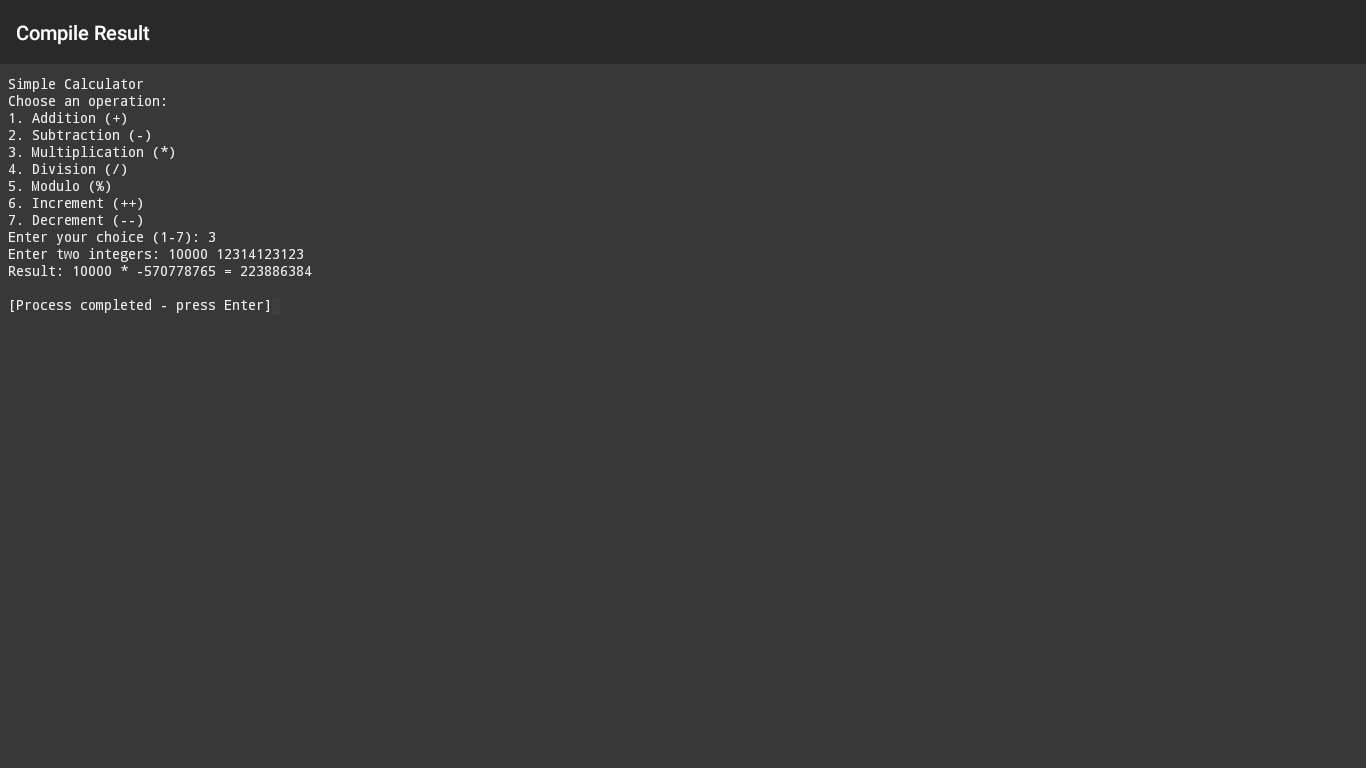 Compile Result
Simple Calculator
Choose an operation:
1. Addition (+)
2. Subtraction (-)
3. Multiplication (*)
4. Division (/)
5. Modulo (%)
6. Increment (++)
7. Decrement (--)
Enter your choice (1-7): 3
Enter two integers: 10000 12314123123
Result: 10000 * -570778765 = 223886384
[Process completed - press Enter]